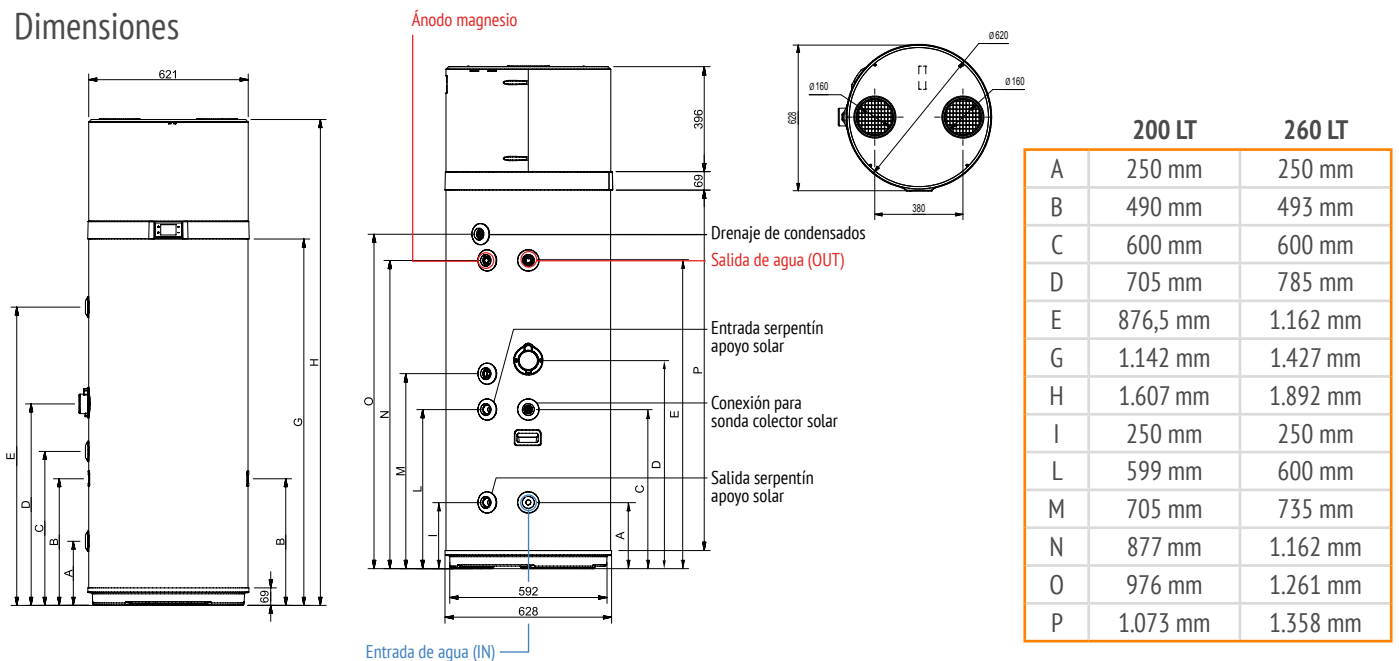 Dimensiones
621
H
G
E
D
C
B
A
B
69
Ánodo magnesio
396
69
Drenaje de condensados
Salida de agua (OUT)
Entrada serpentín
apoyo solar
Conexión para
sonda colector solar
Salida serpentín
apoyo solar
O
N
M
L
I
P
E
D
C
A
592
628
Entrada de agua (IN)
Ø 620
Ø 160
Ø 160
628
380
200 LT 260 LT
A 250 mm 250 mm
B 490 mm 493 mm
C 600 mm 600 mm
D 705 mm 785 mm
E 876,5 mm 1.162 mm
G 1.142 mm 1.427 mm
H 1.607 mm 1.892 mm
I 250 mm 250 mm
L 599 mm 600 mm
M 705 mm 735 mm
N 877 mm 1.162 mm
O 976 mm 1.261 mm
P 1.073 mm 1.358 mm